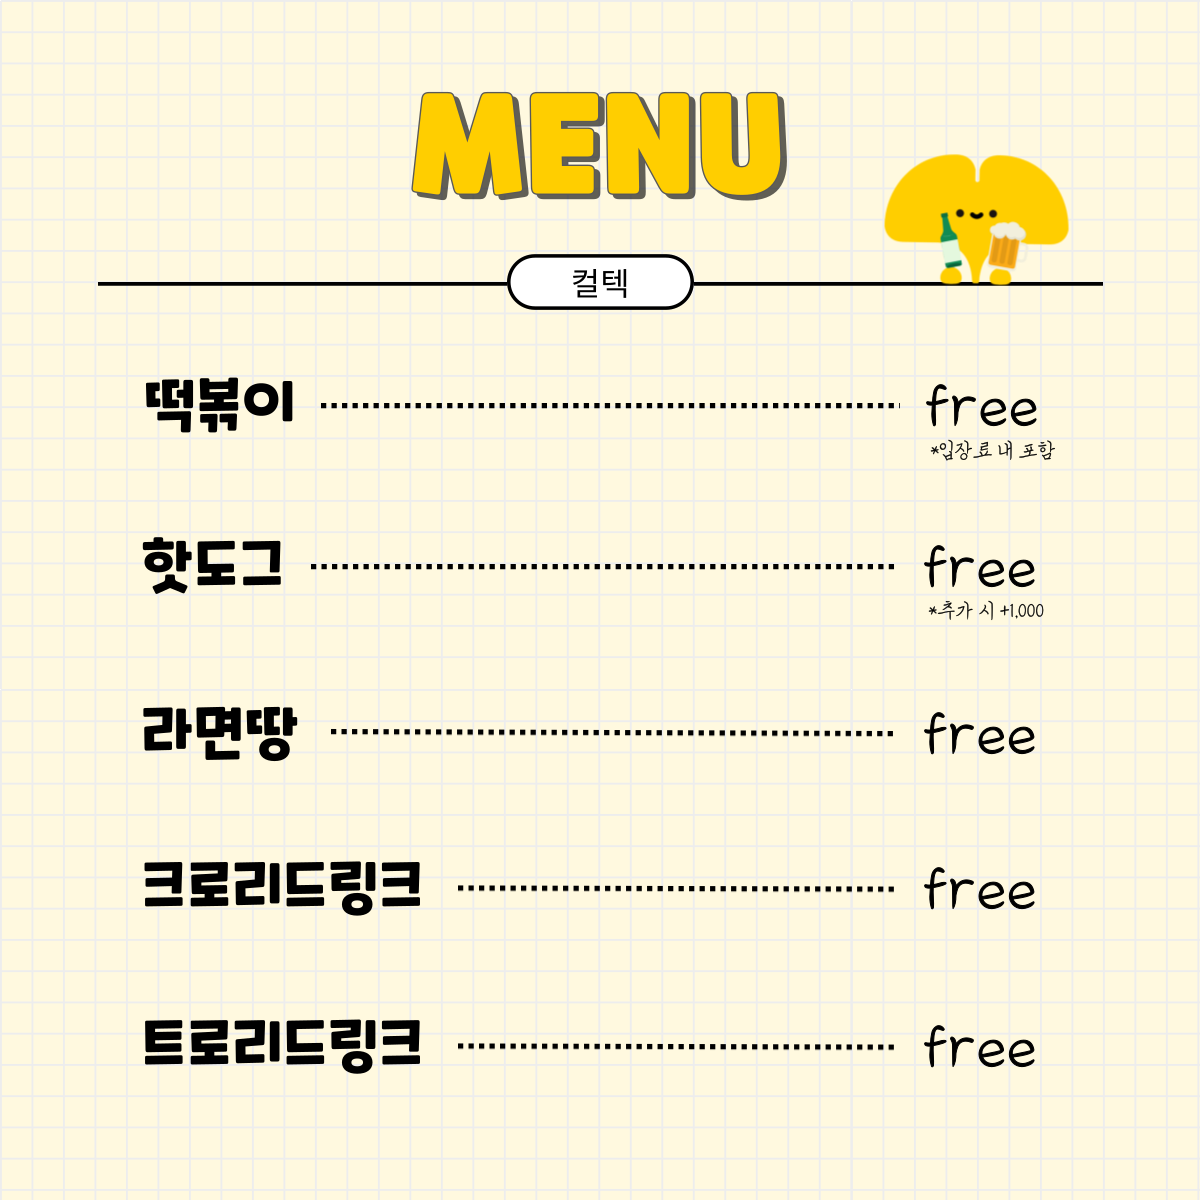 MENU
컬텍
떡볶이 free
*입장료 내 포함
핫도그 free
*추가 시 +1,000
라면땅 free
크로리드링크 free
트로리드링크 free